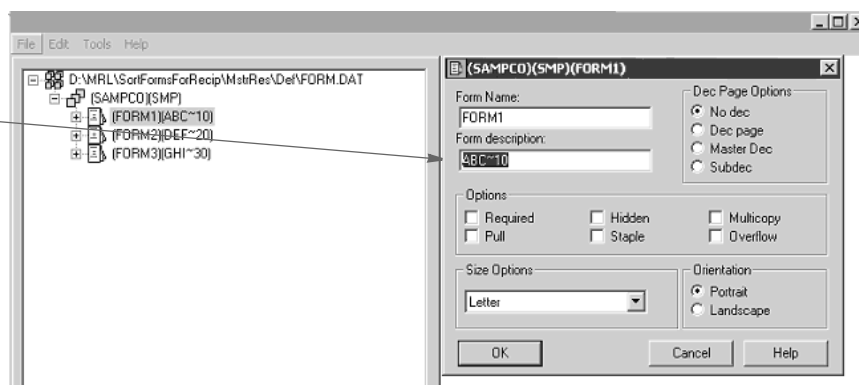 File Edit Tools Help
D:\MRL\SortFormsForRecip\MstrRes\Def\FORM.DAT
(SAMPCO)(SMP)
(FORM1)(ABC~10)
(FORM2)(DEF~20)
(FORM3)(GHI~30)
(SAMPCO)(SMP)(FORM1)
Form Name:
FORM1
Form description:
ABC~10
Dec Page Options
No dec
Dec page
Master Dec
Subdec
Options
Required Hidden Multicopy
Pull Staple Overflow
Size Options
Letter
Orientation
Portrait
Landscape
OK Cancel Help